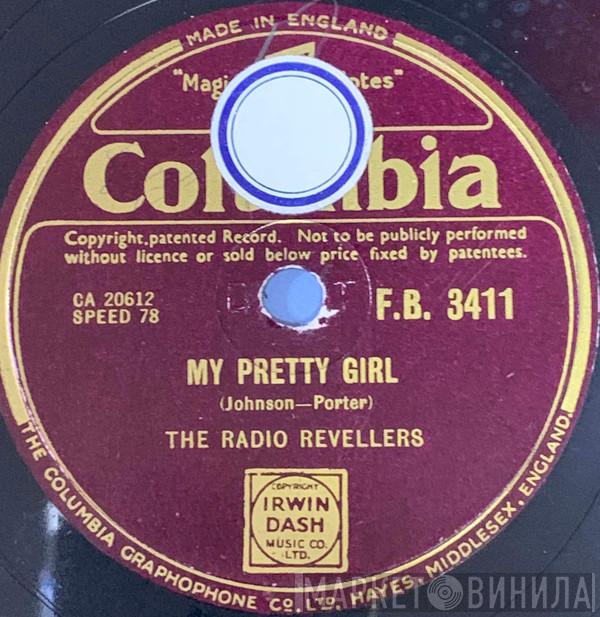 MADE IN ENGLAND
"Magi otes"
Col bia
Copyright, patented Record. Not to be publicly performed
without licence or sold below price fixed by patentees.
CA 20612
SPEED 78
F.B. 3411
MY PRETTY GIRL
(Johnson—Porter)
THE RADIO REVELLERS
COPYRIGHT
IRWIN
DASH
MUSIC CO.
LTD.
THE COLUMBIA GRAPHOPHONE CO., LTD. HAYES, MIDDLESEX, ENGLAND.
МАРКЕТ ВИНИЛА